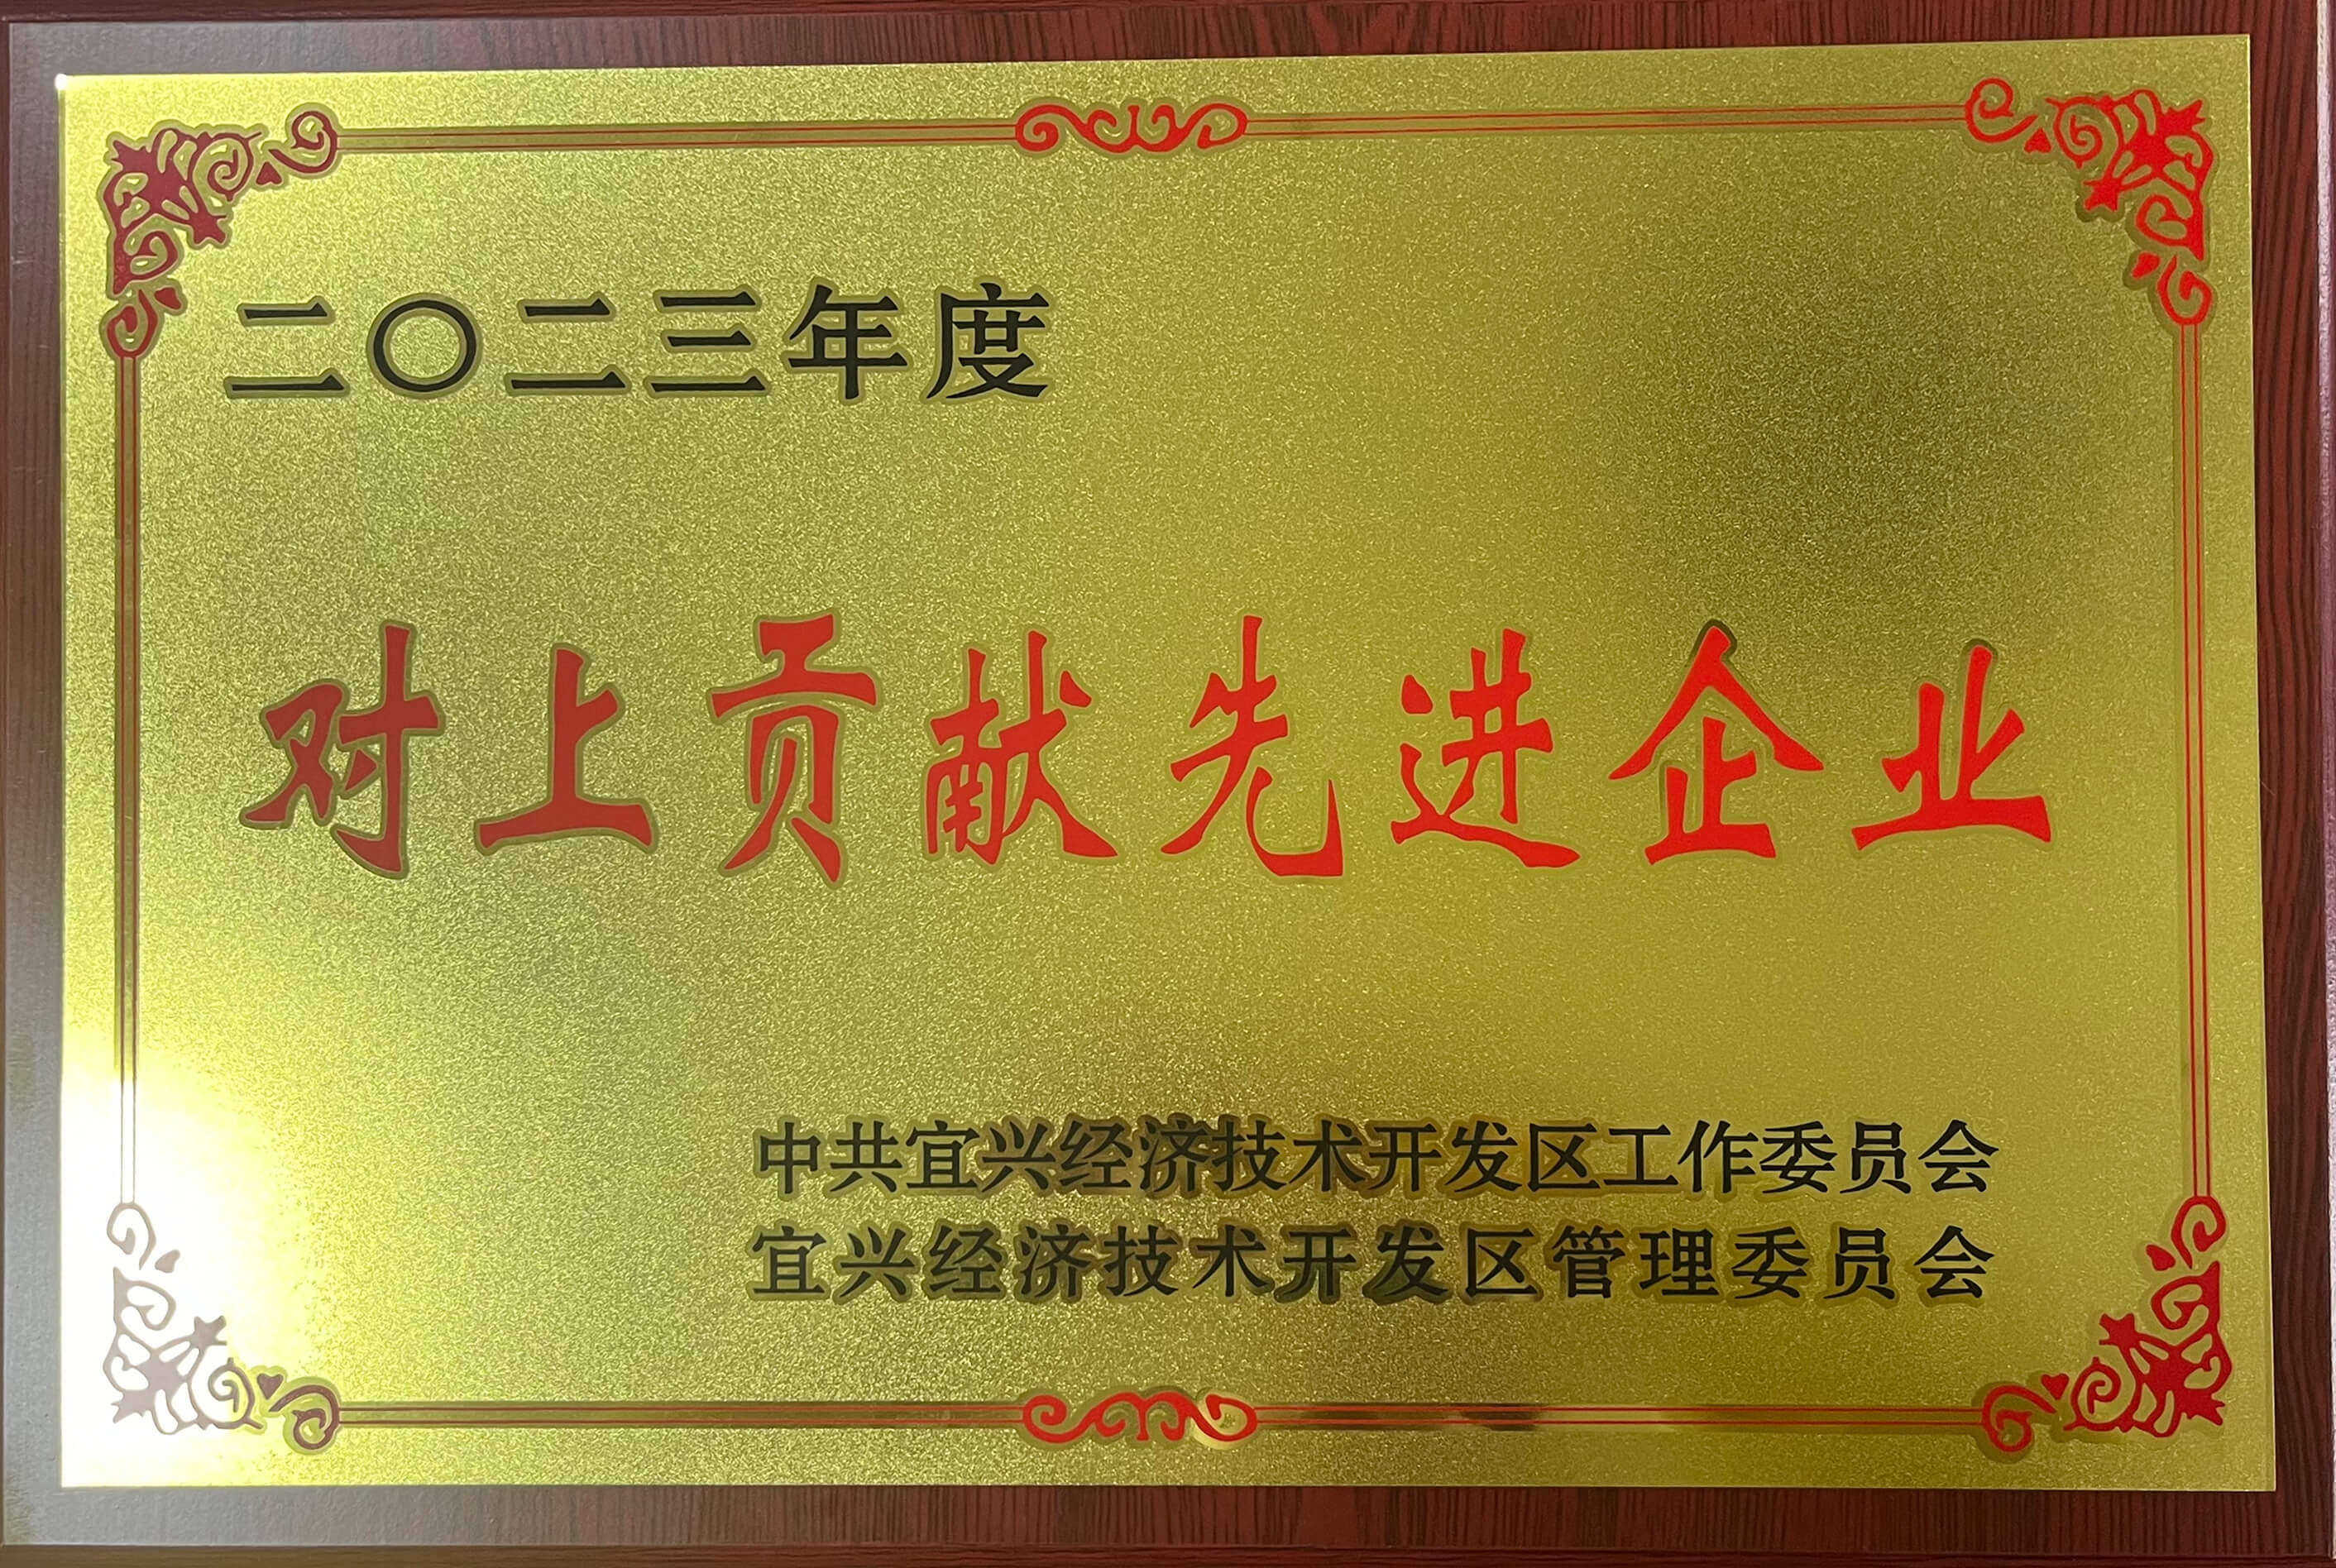 二〇二三年度
对上贡献先进企业
中共宜兴经济技术开发区工作委员会
宜兴经济技术开发区管理委员会